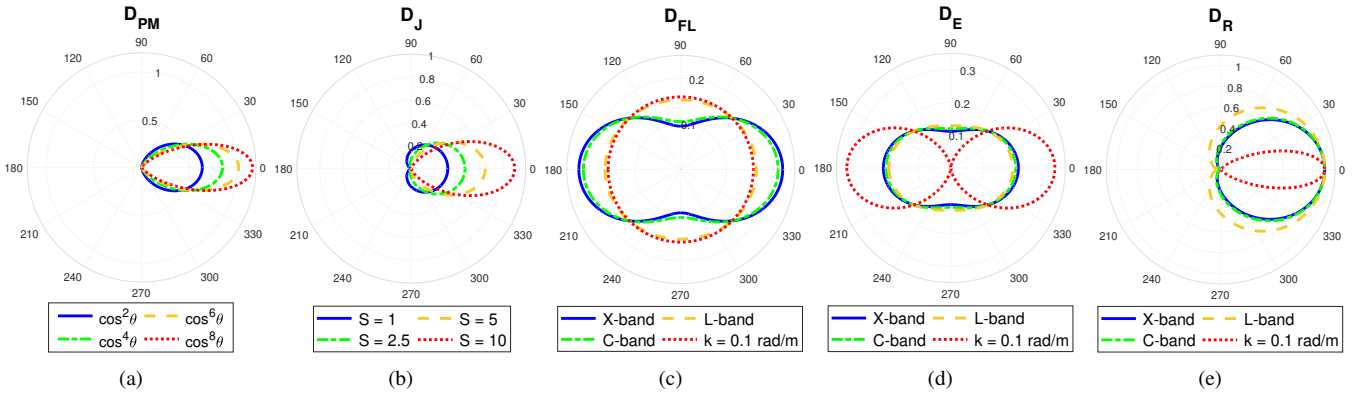 D_PM
90
120
60
1
150
30
0.5
180
0
210
330
240
300
270
cos²θ
cos⁶θ
cos⁴θ
cos⁸θ
(a)
D_J
90
1
120
60
0.8
0.6
150
30
0.4
0.2
180
0
210
330
240
300
270
S = 1
S = 5
S = 2.5
S = 10
(b)
D_FL
90
120
60
0.2
150
30
0.1
180
0
210
330
240
300
270
X-band
L-band
C-band
k = 0.1 rad/m
(c)
D_E
90
0.3
120
60
0.2
150
30
0.1
180
0
210
330
240
300
270
X-band
L-band
C-band
k = 0.1 rad/m
(d)
D_R
90
1
120
60
0.8
0.6
150
30
0.4
0.2
180
0
210
330
240
300
270
X-band
L-band
C-band
k = 0.1 rad/m
(e)